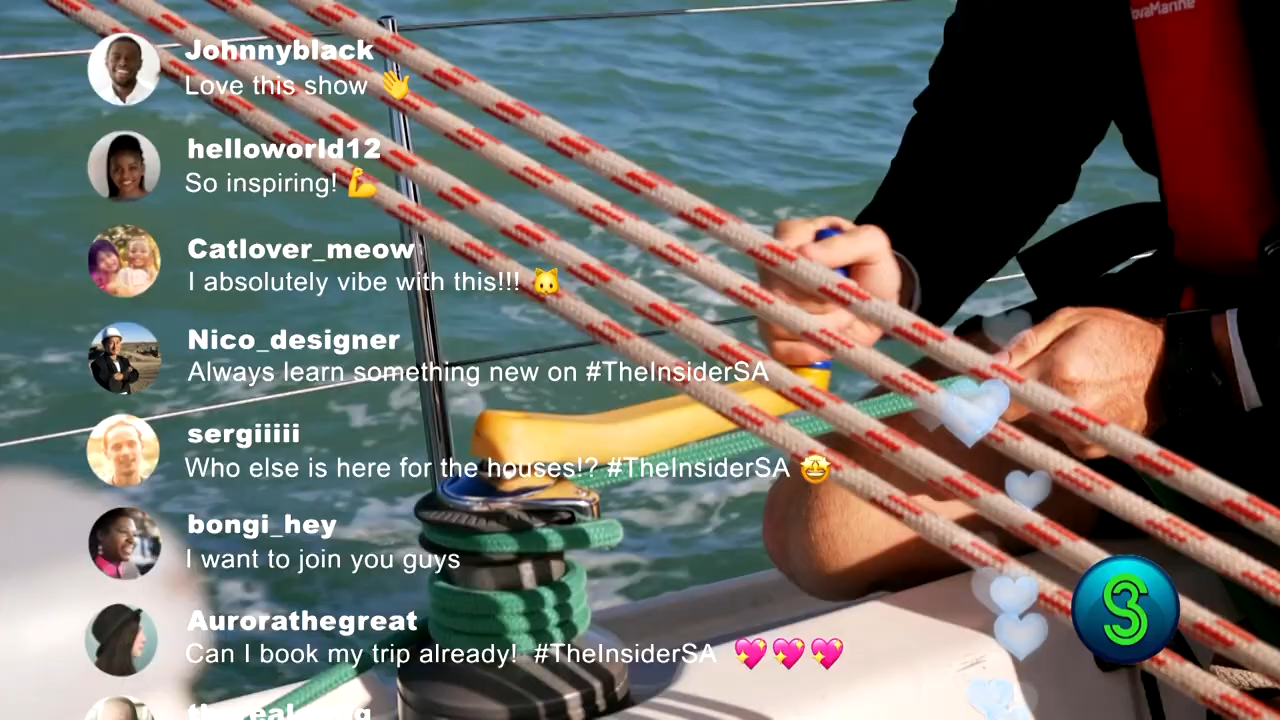 Johnnyblack
Love this show 👋
helloworld12
So inspiring! 💪
Catlover_meow
I absolutely vibe with this!!! 🐱
Nico_designer
Always learn something new on #TheInsiderSA
sergiiiii
Who else is here for the houses!? #TheInsiderSA 🤩
bongi_hey
I want to join you guys
Aurorathegreat
Can I book my trip already! #TheInsiderSA 💖💖💖
S3